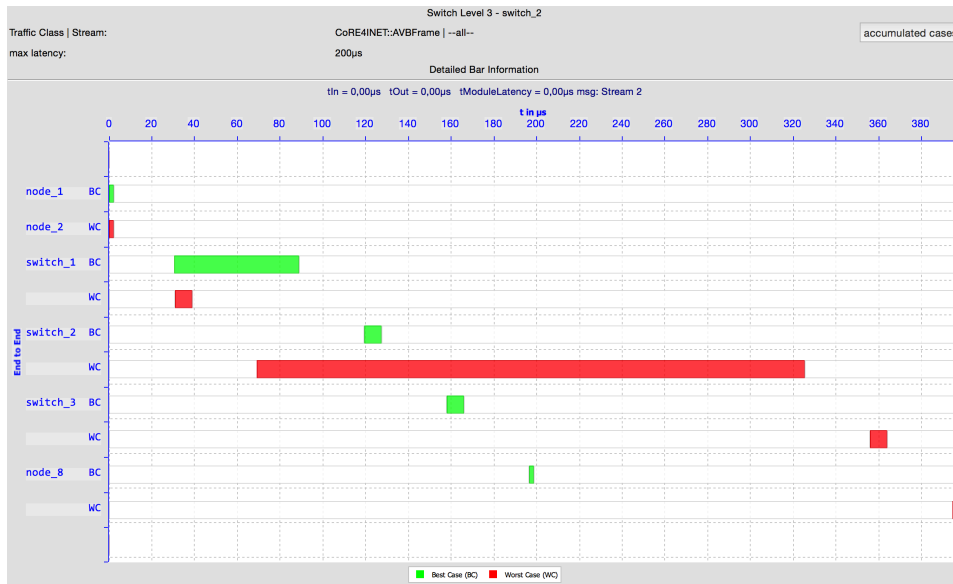 Switch Level 3 - switch_2
Traffic Class | Stream: CoRE4INET::AVBFrame | --all-- accumulated cases
max latency: 200µs
Detailed Bar Information
tIn = 0,00µs tOut = 0,00µs tModuleLatency = 0,00µs msg: Stream 2
t in µs
0 20 40 60 80 100 120 140 160 180 200 220 240 260 280 300 320 340 360 380
node_1 BC
node_2 WC
switch_1 BC
WC
switch_2 BC
End to End
WC
switch_3 BC
WC
node_8 BC
WC
Best Case (BC) Worst Case (WC)